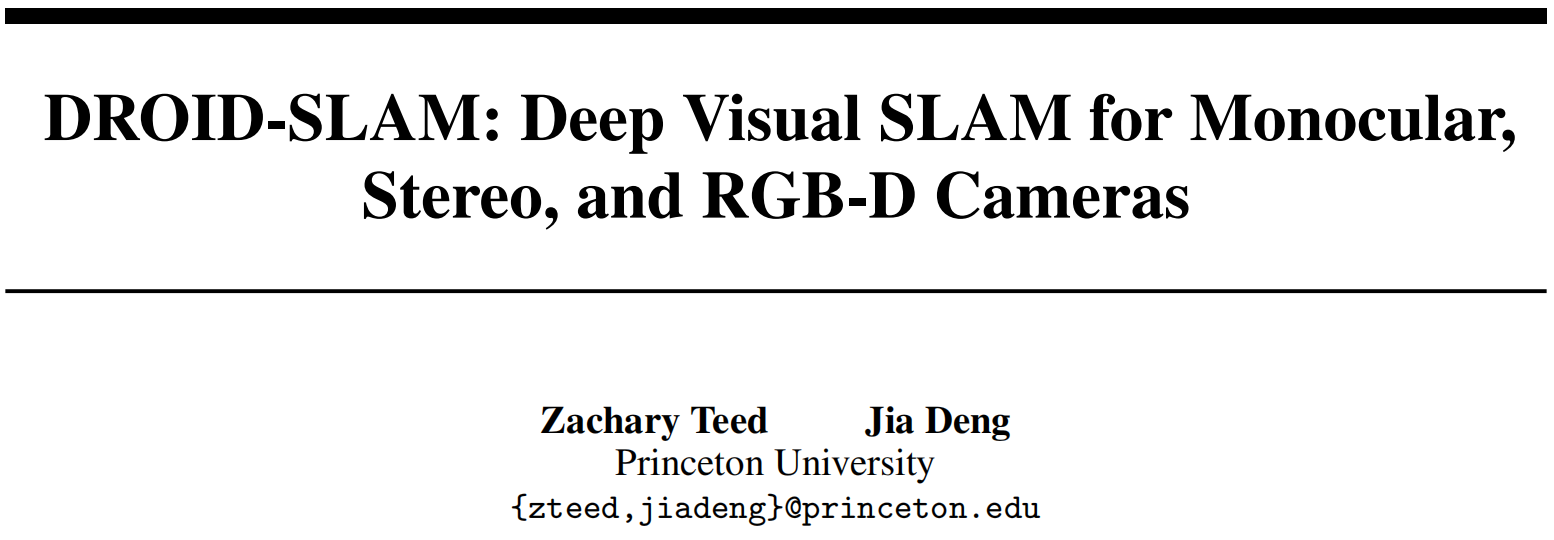 DROID-SLAM: Deep Visual SLAM for Monocular,
Stereo, and RGB-D Cameras
Zachary Teed Jia Deng
Princeton University
{zteed,jiadeng}@princeton.edu